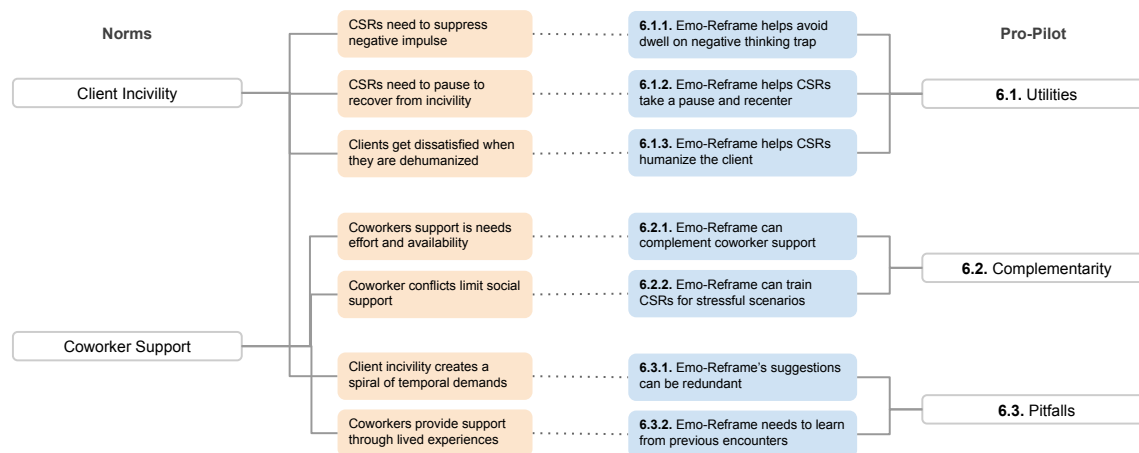 Norms
Pro-Pilot
Client Incivility
Coworker Support
CSRs need to suppress
negative impulse
CSRs need to pause to
recover from incivility
Clients get dissatisfied when
they are dehumanized
Coworkers support is needs
effort and availability
Coworker conflicts limit social
support
Client incivility creates a
spiral of temporal demands
Coworkers provide support
through lived experiences
6.1.1. Emo-Reframe helps avoid
dwell on negative thinking trap
6.1.2. Emo-Reframe helps CSRs
take a pause and recenter
6.1.3. Emo-Reframe helps CSRs
humanize the client
6.2.1. Emo-Reframe can
complement coworker support
6.2.2. Emo-Reframe can train
CSRs for stressful scenarios
6.3.1. Emo-Reframe's suggestions
can be redundant
6.3.2. Emo-Reframe needs to learn
from previous encounters
6.1. Utilities
6.2. Complementarity
6.3. Pitfalls